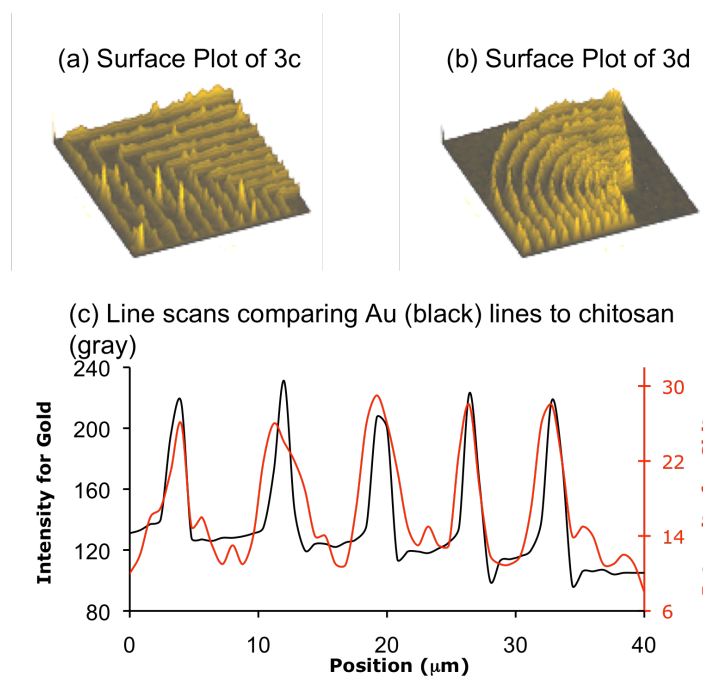 (a) Surface Plot of 3c
(b) Surface Plot of 3d
(c) Line scans comparing Au (black) lines to chitosan
(gray)
240
200
160
120
80
Intensity for Gold
30
22
14
6
0
10
20
30
40
Position (μm)